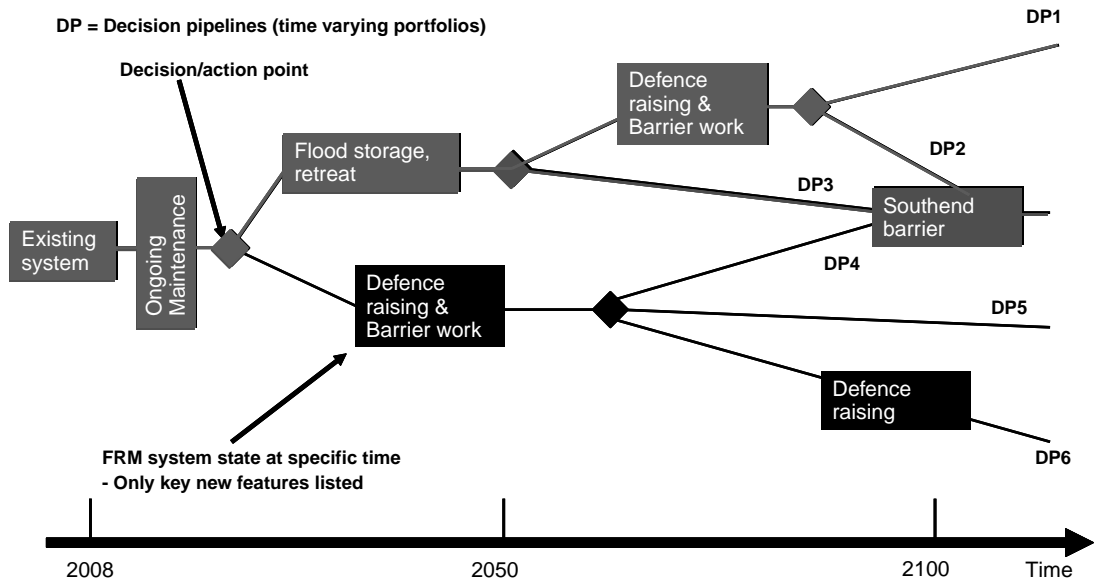 DP1
DP = Decision pipelines (time varying portfolios)
Decision/action point
Defence
raising &
Barrier work
DP2
Flood storage,
retreat
DP3
Southend
barrier
Existing
system
Ongoing
Maintenance
DP4
Defence
raising &
Barrier work
DP5
Defence
raising
FRM system state at specific time
- Only key new features listed
DP6
2008
2050
2100
Time